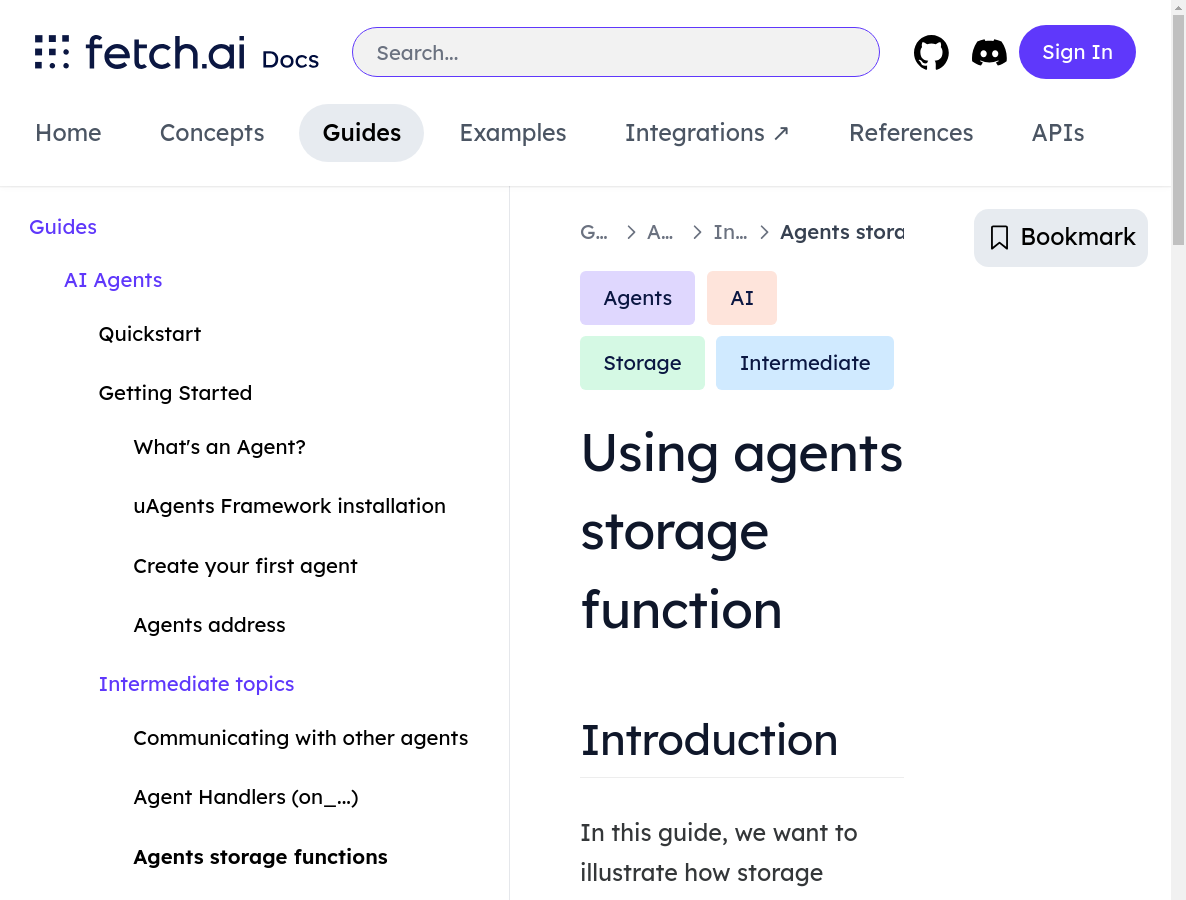 fetch.ai Docs
Search...
Sign In
Home Concepts Guides Examples Integrations ↗ References APIs
Guides
AI Agents
Quickstart
Getting Started
What's an Agent?
uAgents Framework installation
Create your first agent
Agents address
Intermediate topics
Communicating with other agents
Agent Handlers (on_...)
Agents storage functions
G... > A... > In... > Agents stora
Bookmark
Agents AI
Storage Intermediate
Using agents
storage
function
Introduction
In this guide, we want to
illustrate how storage